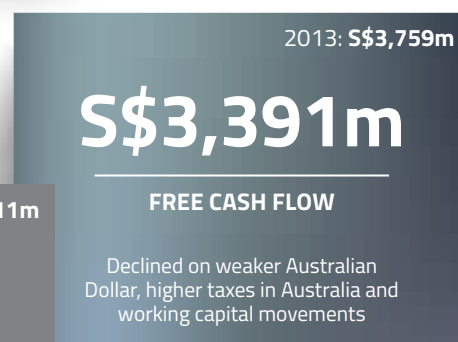 2013: S$3,759m
S$3,391m
FREE CASH FLOW
Declined on weaker Australian
Dollar, higher taxes in Australia and
working capital movements